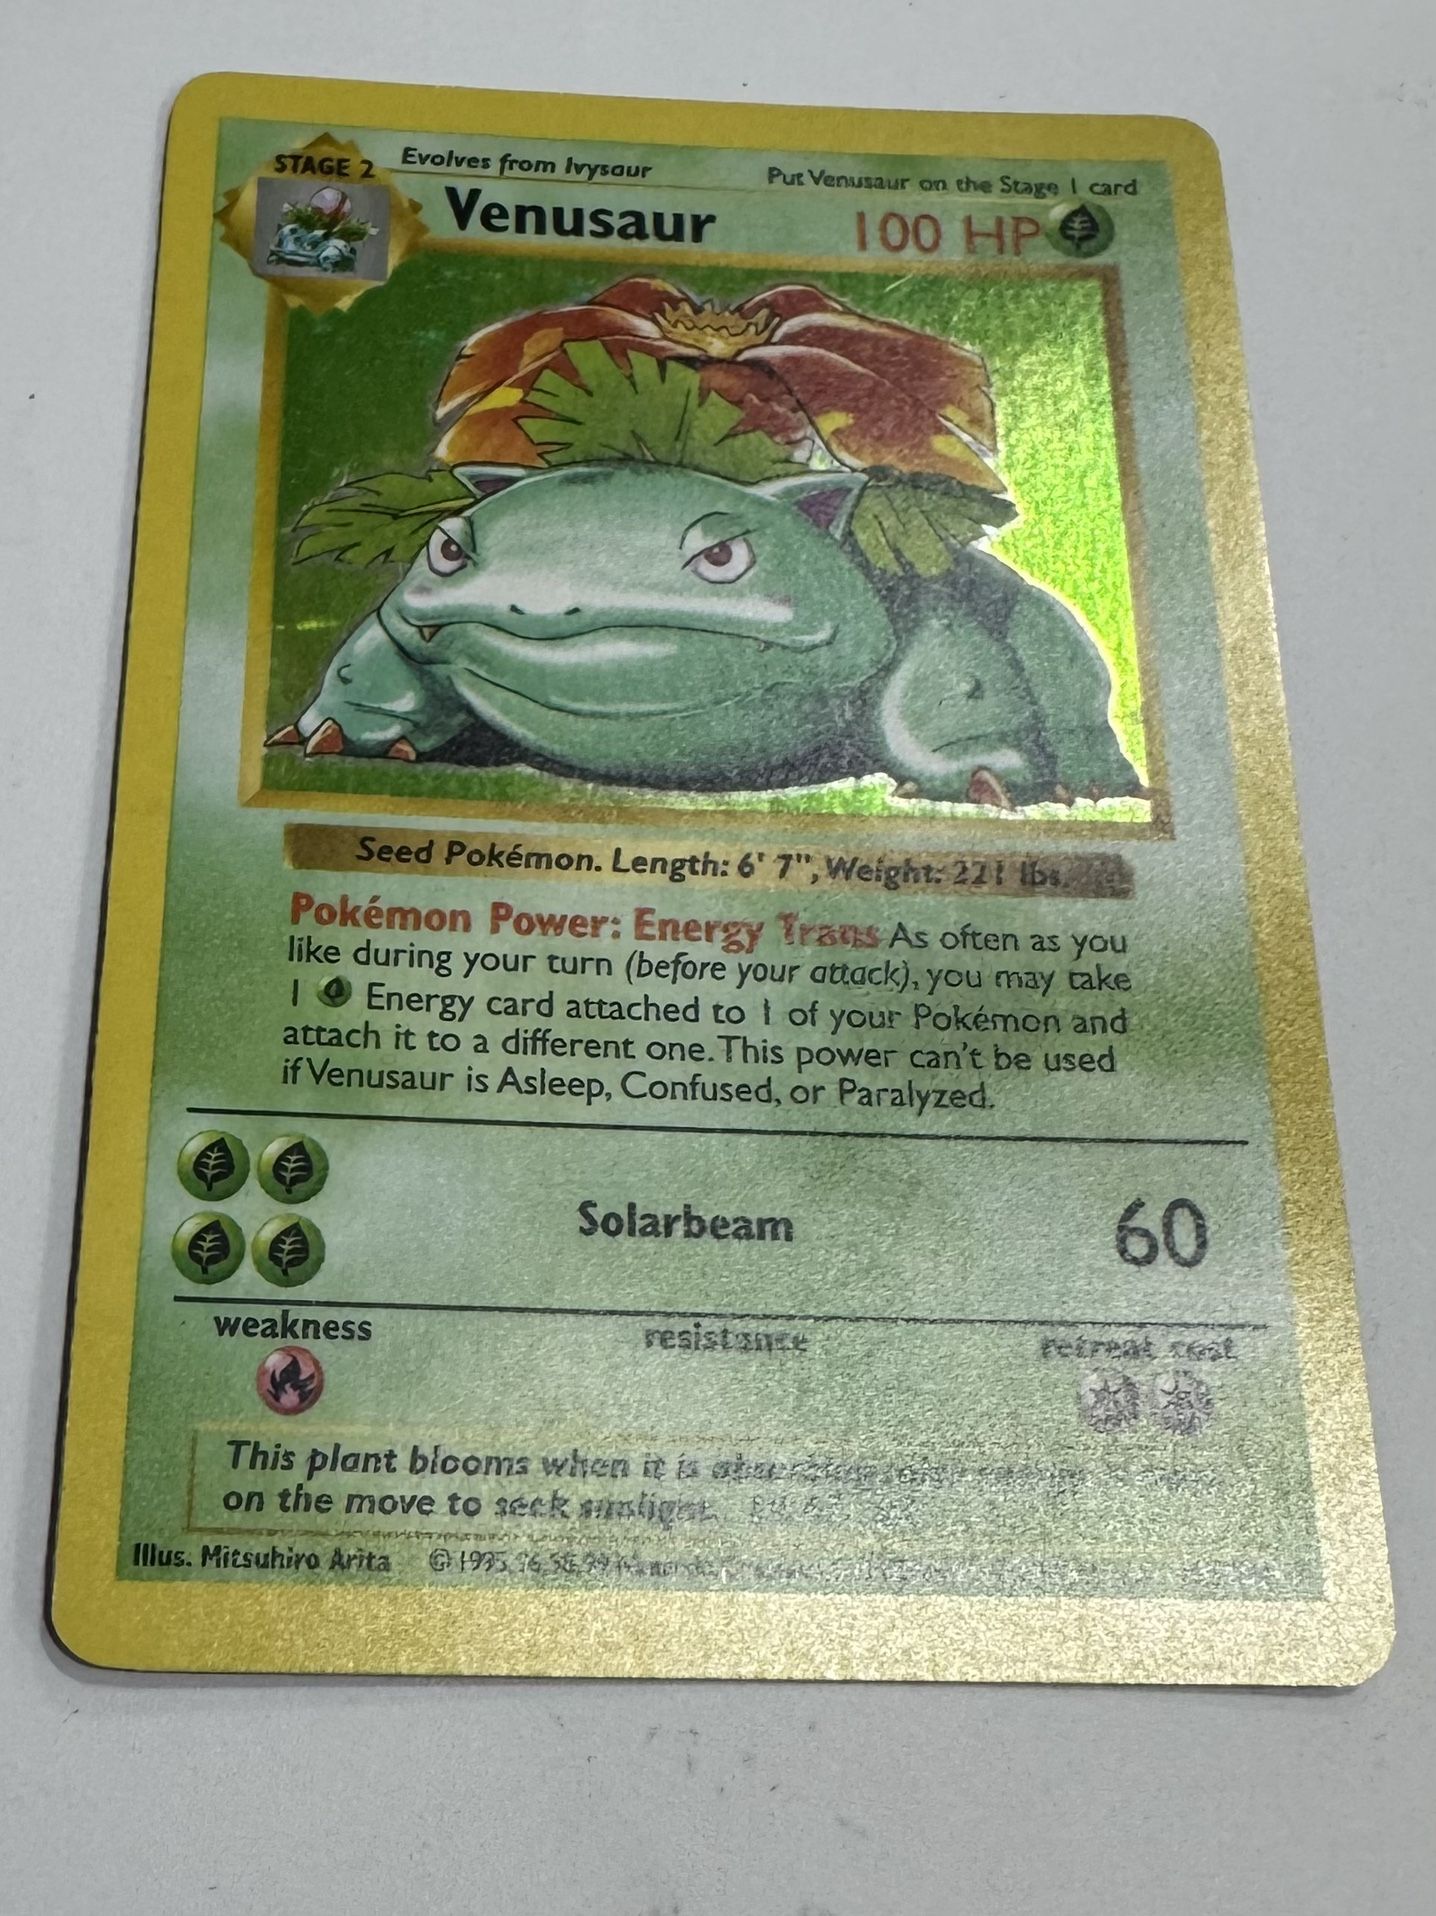 STAGE 2
Evolves from Ivysaur
Put Venusaur on the Stage 1 card
Venusaur
100 HP
Seed Pokémon. Length: 6' 7", Weight: 221 lbs.
Pokémon Power: Energy Trans As often as you
like during your turn (before your attack), you may take
1 Energy card attached to 1 of your Pokémon and
attach it to a different one. This power can't be used
if Venusaur is Asleep, Confused, or Paralyzed.
Solarbeam
60
weakness
resistance
retreat cost
This plant blooms when it is
on the move to seek sunlight.
Illus. Mitsuhiro Arita
© 1995, 96, 98, 99